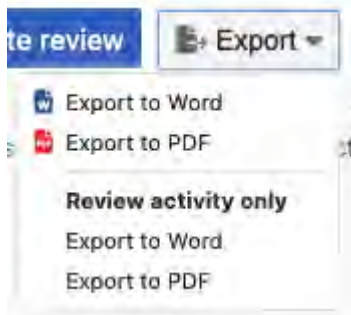 te review
Export
Export to Word
Export to PDF
Review activity only
Export to Word
Export to PDF